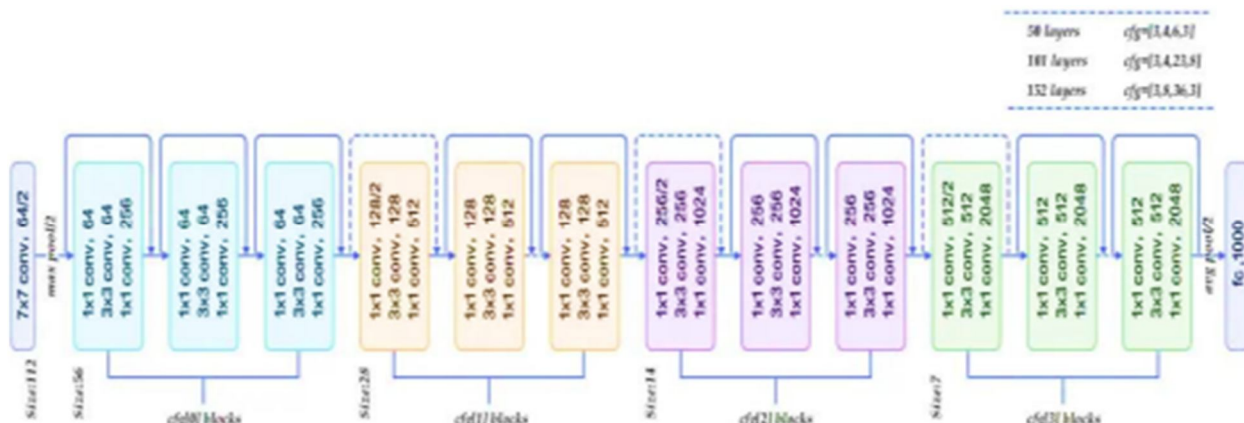 50 layers cfg=[3,4,6,3]
101 layers cfg=[3,4,23,8]
152 layers cfg=[3,8,36,3]
7x7 conv, 64/2
max pool/2
1x1 conv, 64
3x3 conv, 64
1x1 conv, 256
1x1 conv, 64
3x3 conv, 64
1x1 conv, 256
1x1 conv, 64
3x3 conv, 64
1x1 conv, 256
1x1 conv, 128/2
3x3 conv, 128
1x1 conv, 512
1x1 conv, 128
3x3 conv, 128
1x1 conv, 512
1x1 conv, 128
3x3 conv, 128
1x1 conv, 512
1x1 conv, 256/2
3x3 conv, 256
1x1 conv, 1024
1x1 conv, 256
3x3 conv, 256
1x1 conv, 1024
1x1 conv, 256
3x3 conv, 256
1x1 conv, 1024
1x1 conv, 512/2
3x3 conv, 512
1x1 conv, 2048
1x1 conv, 512
3x3 conv, 512
1x1 conv, 2048
1x1 conv, 512
3x3 conv, 512
1x1 conv, 2048
avg pool/2
fc ,1000
Size:112
Size:56
Size:28
Size:14
Size:7
cfg[0] blocks
cfg[1] blocks
cfg[2] blocks
cfg[3] blocks